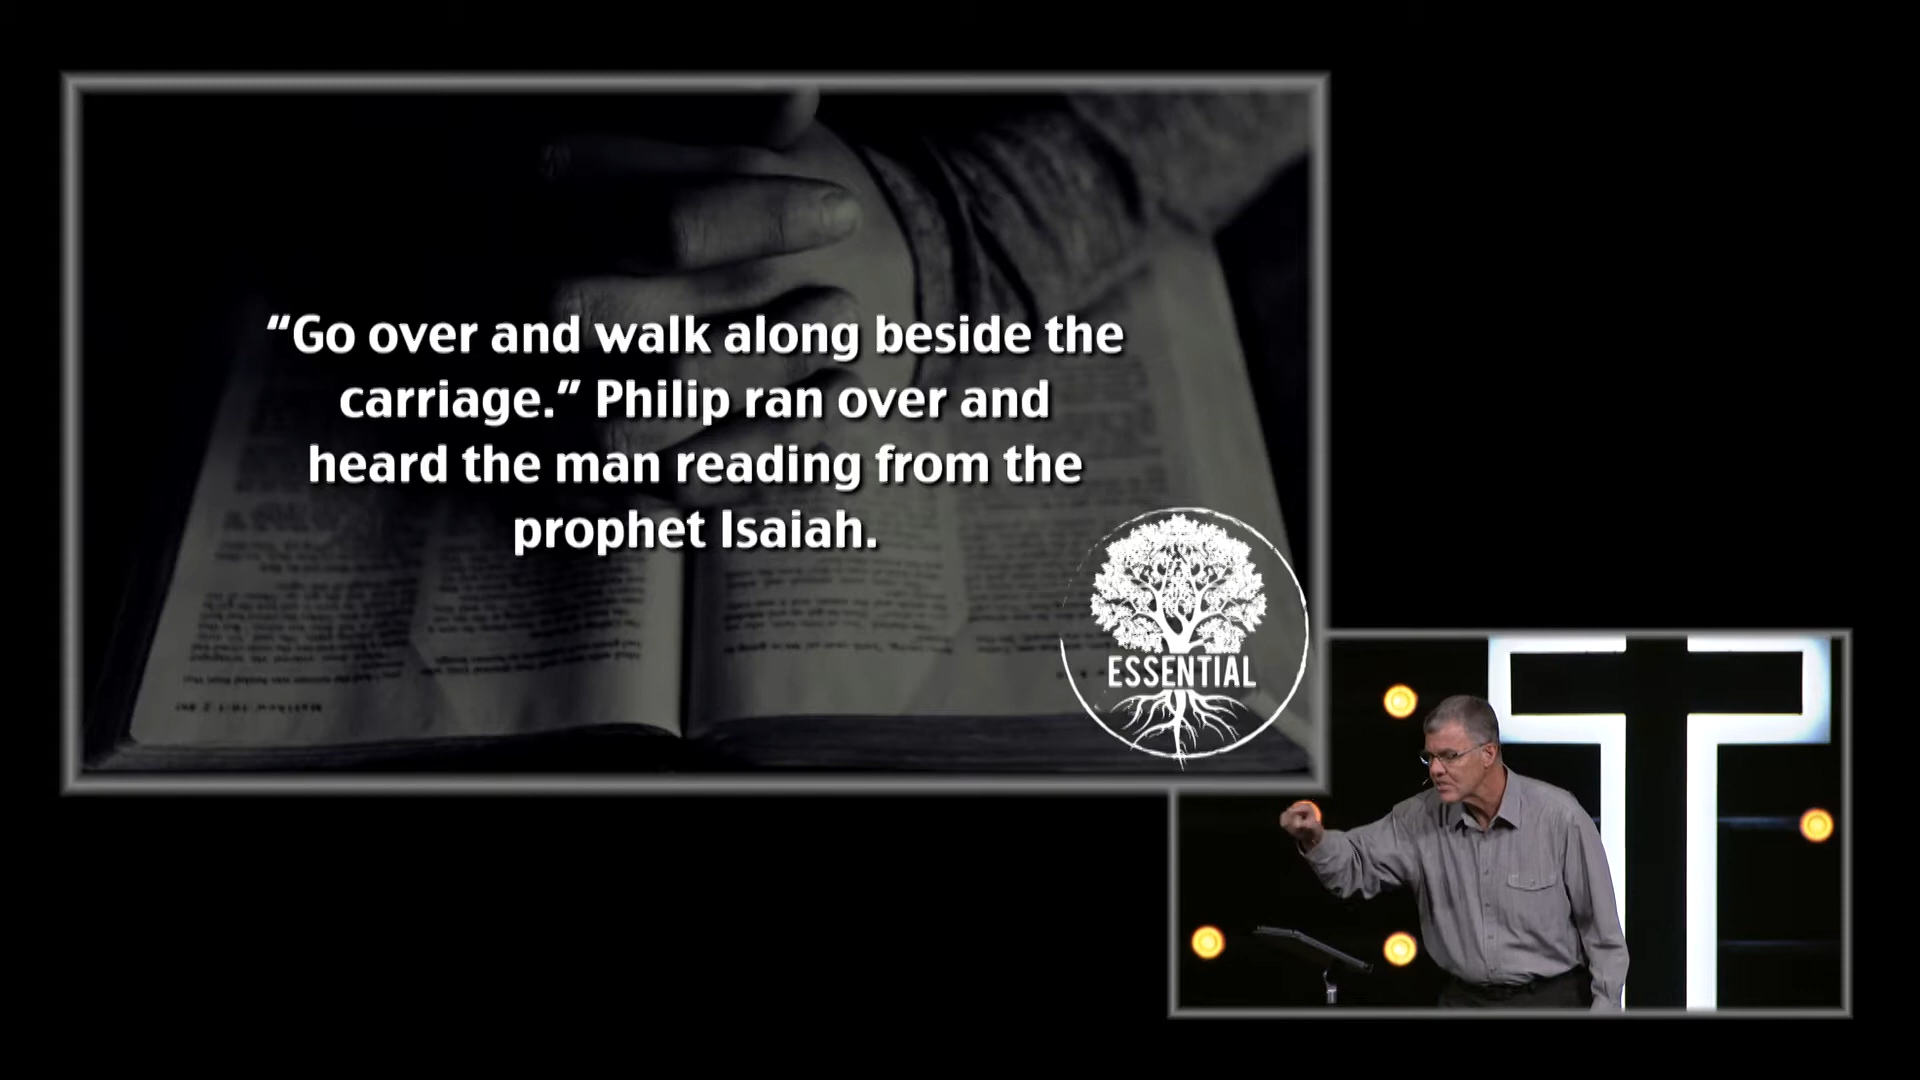 “Go over and walk along beside the
carriage.” Philip ran over and
heard the man reading from the
prophet Isaiah.
ESSENTIAL